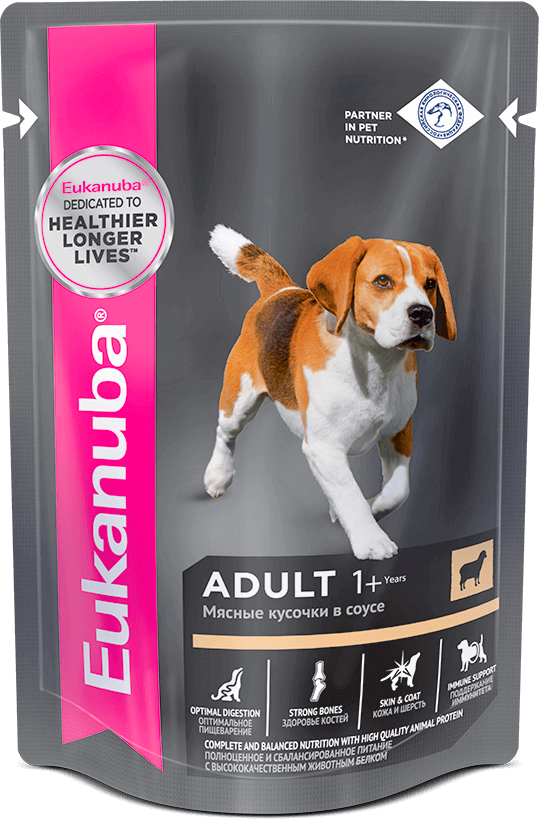 PARTNER
IN PET
NUTRITION*
Eukanuba®
DEDICATED TO
HEALTHIER
LONGER
LIVES™
Eukanuba®
ADULT 1+ Years
Мясные кусочки в соусе
OPTIMAL DIGESTION
ОПТИМАЛЬНОЕ
ПИЩЕВАРЕНИЕ
STRONG BONES
ЗДОРОВЬЕ КОСТЕЙ
SKIN & COAT
КОЖА И ШЕРСТЬ
IMMUNE SUPPORT
ПОДДЕРЖАНИЕ
ИММУНИТЕТА
COMPLETE AND BALANCED NUTRITION WITH HIGH QUALITY ANIMAL PROTEIN
ПОЛНОЦЕННОЕ И СБАЛАНСИРОВАННОЕ ПИТАНИЕ
С ВЫСОКОКАЧЕСТВЕННЫМ ЖИВОТНЫМ БЕЛКОМ